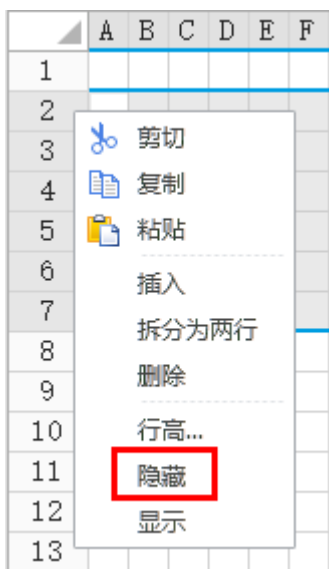 A B C D E F
1
2
3 剪切
4 复制
5 粘贴
6 插入
7 拆分为两行
8 删除
9
10 行高...
11 隐藏
12 显示
13